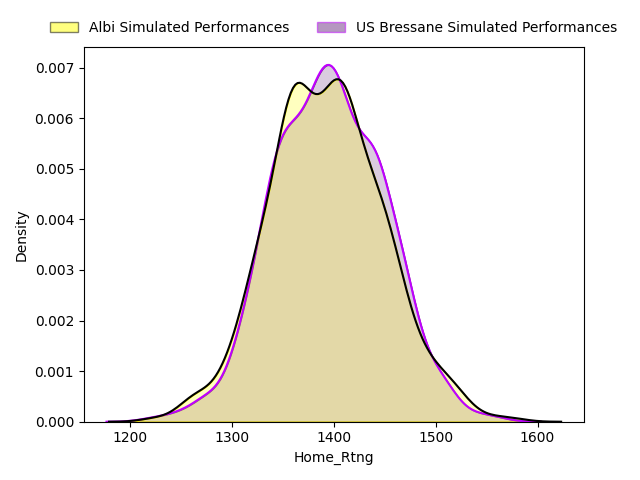 Albi Simulated Performances US Bressane Simulated Performances
0.007
0.006
0.005
0.004
0.003
0.002
0.001
0.000
Density
1200 1300 1400 1500 1600
Home_Rtng